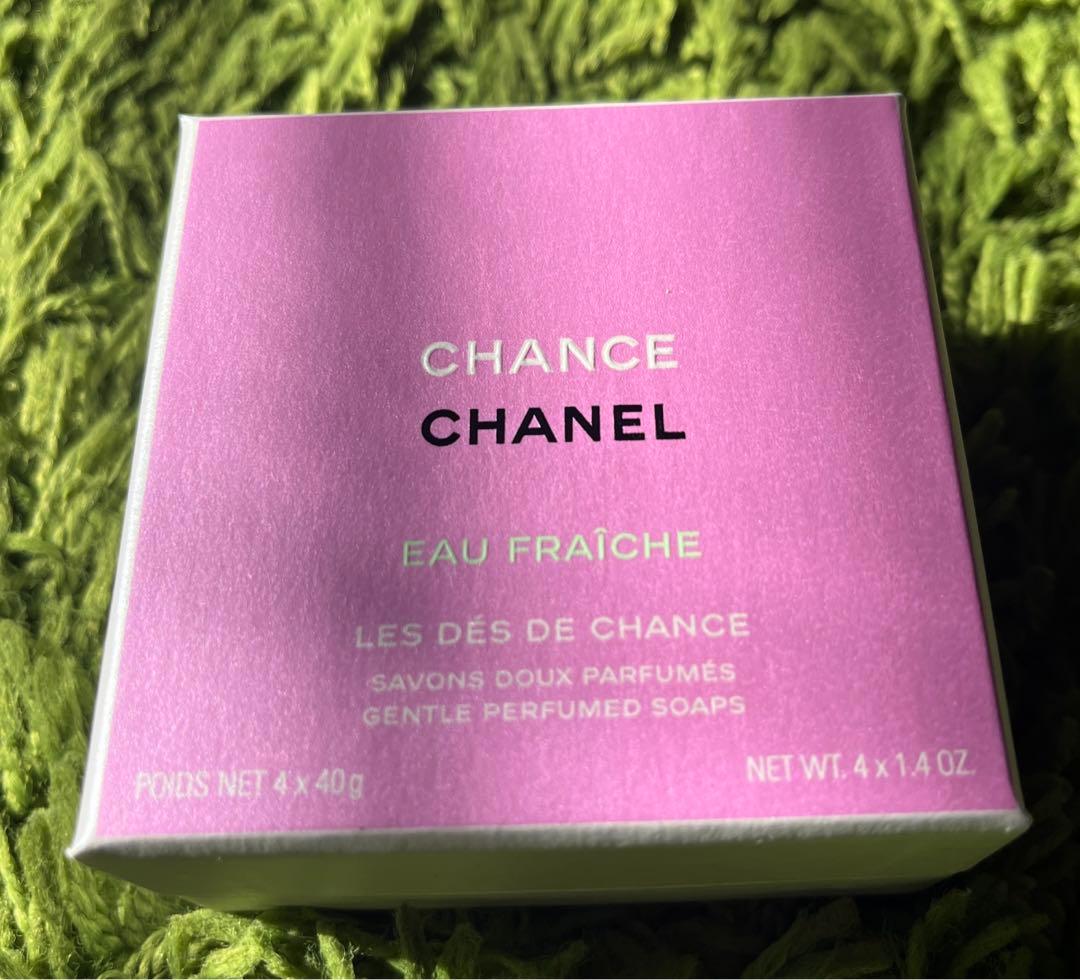 CHANCE
CHANEL
EAU FRAÎCHE
LES DÉS DE CHANCE
SAVONS DOUX PARFUMÉS
GENTLE PERFUMED SOAPS
POIDS NET 4 x 40 g
NET WT. 4 x 1.4 OZ.